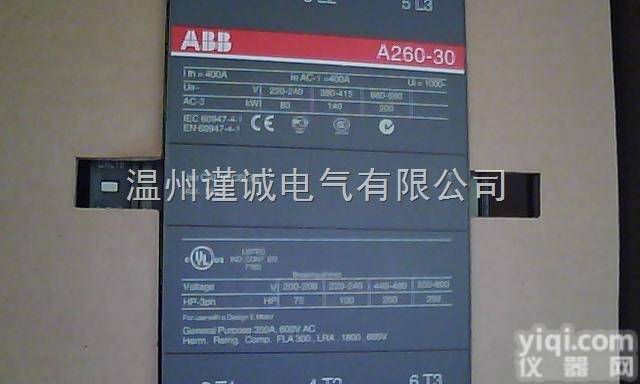 5 L3
ABB
A260-30
Ith = 400A Ie AC-1 = 400A Ui = 1000~
Ue~ V 220-240 380-415 660-690
AC-3 kW 80 140 200
IEC 60947-4-1
EN 60947-4-1
CE
温州谨诚电气有限公司
UL
LISTED
IND CONT EQ
Voltage V 200-208 220-240 440-480 550-600
HP-3ph HP 75 100 200 250
For use with a Design E Motor
General Purpose 350A, 600V AC
Herm. Refrig. Comp. FLA 300, LRA, 1800, 600V
4 T2
6 T3
yiqi.com
仪器网